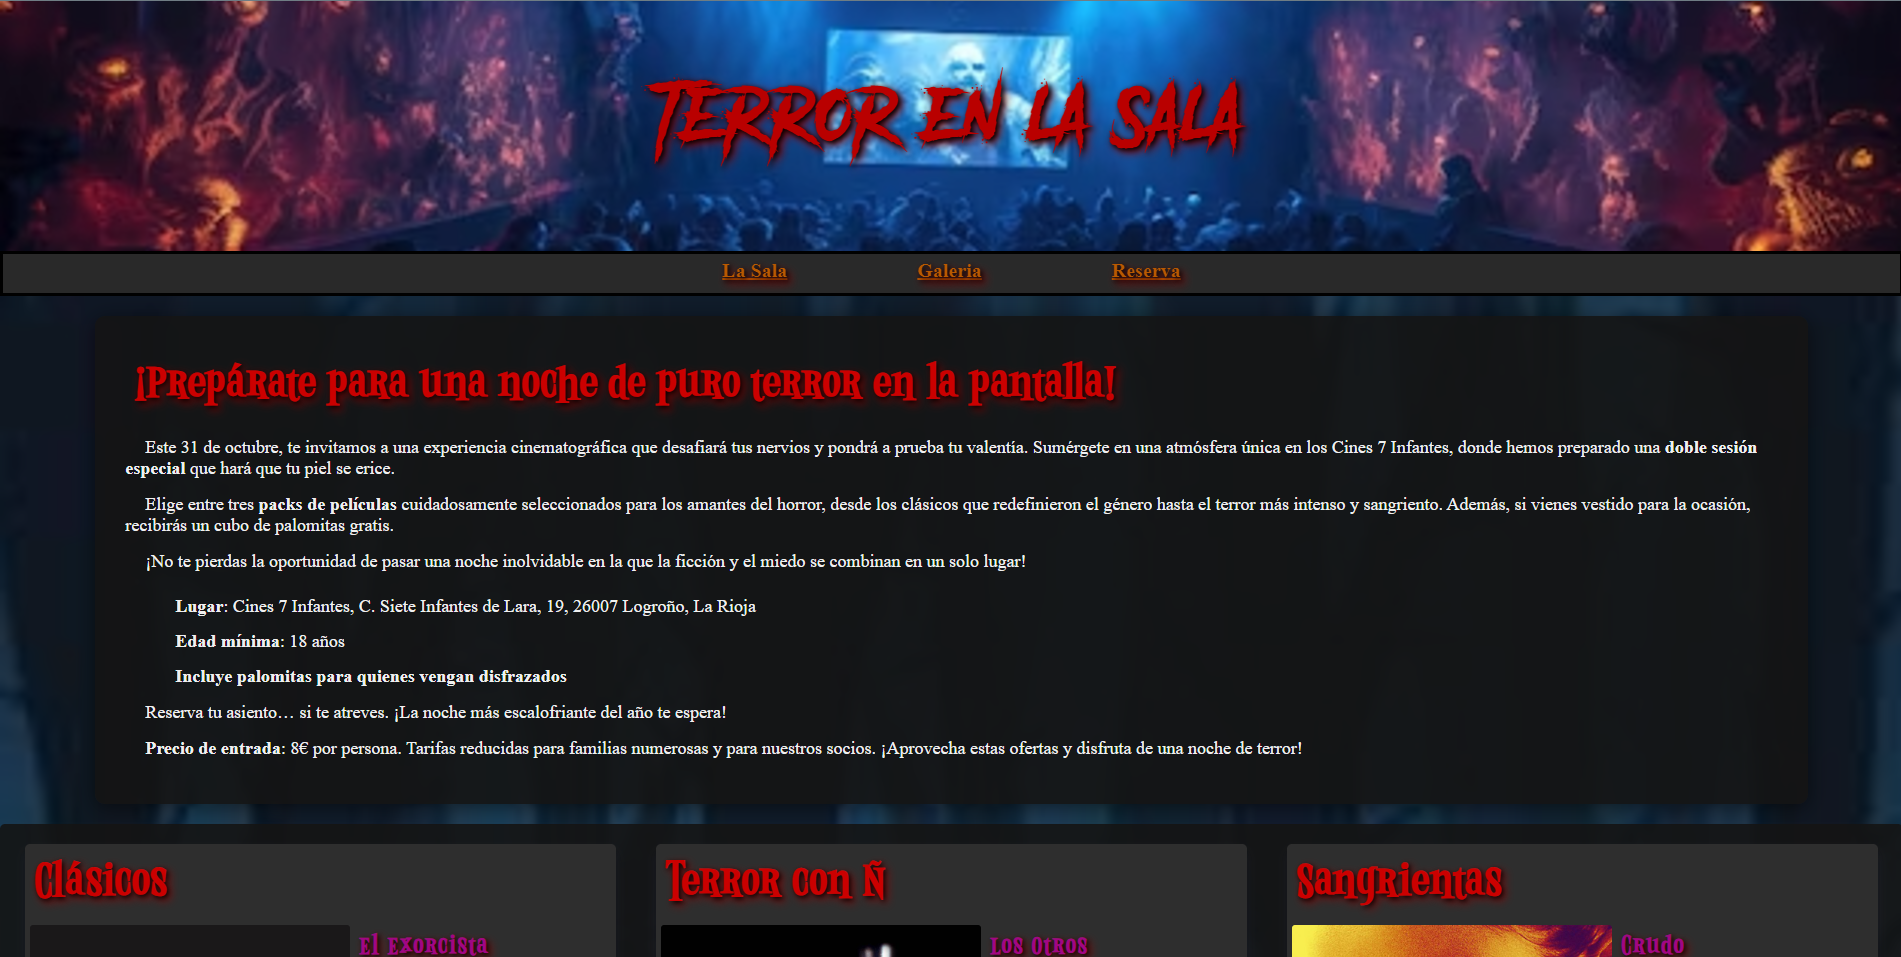 TERROR EN LA SALA
La Sala
Galeria
Reserva
¡Prepárate para una noche de puro terror en la pantalla!
Este 31 de octubre, te invitamos a una experiencia cinematográfica que desafiará tus nervios y pondrá a prueba tu valentía. Sumérgete en una atmósfera única en los Cines 7 Infantes, donde hemos preparado una doble sesión
especial que hará que tu piel se erice.
Elige entre tres packs de películas cuidadosamente seleccionados para los amantes del horror, desde los clásicos que redefinieron el género hasta el terror más intenso y sangriento. Además, si vienes vestido para la ocasión,
recibirás un cubo de palomitas gratis.
¡No te pierdas la oportunidad de pasar una noche inolvidable en la que la ficción y el miedo se combinan en un solo lugar!
Lugar: Cines 7 Infantes, C. Siete Infantes de Lara, 19, 26007 Logroño, La Rioja
Edad mínima: 18 años
Incluye palomitas para quienes vengan disfrazados
Reserva tu asiento… si te atreves. ¡La noche más escalofriante del año te espera!
Precio de entrada: 8€ por persona. Tarifas reducidas para familias numerosas y para nuestros socios. ¡Aprovecha estas ofertas y disfruta de una noche de terror!
Clásicos
El Exorcista
Terror con Ñ
Los Otros
Sangrientas
Crudo